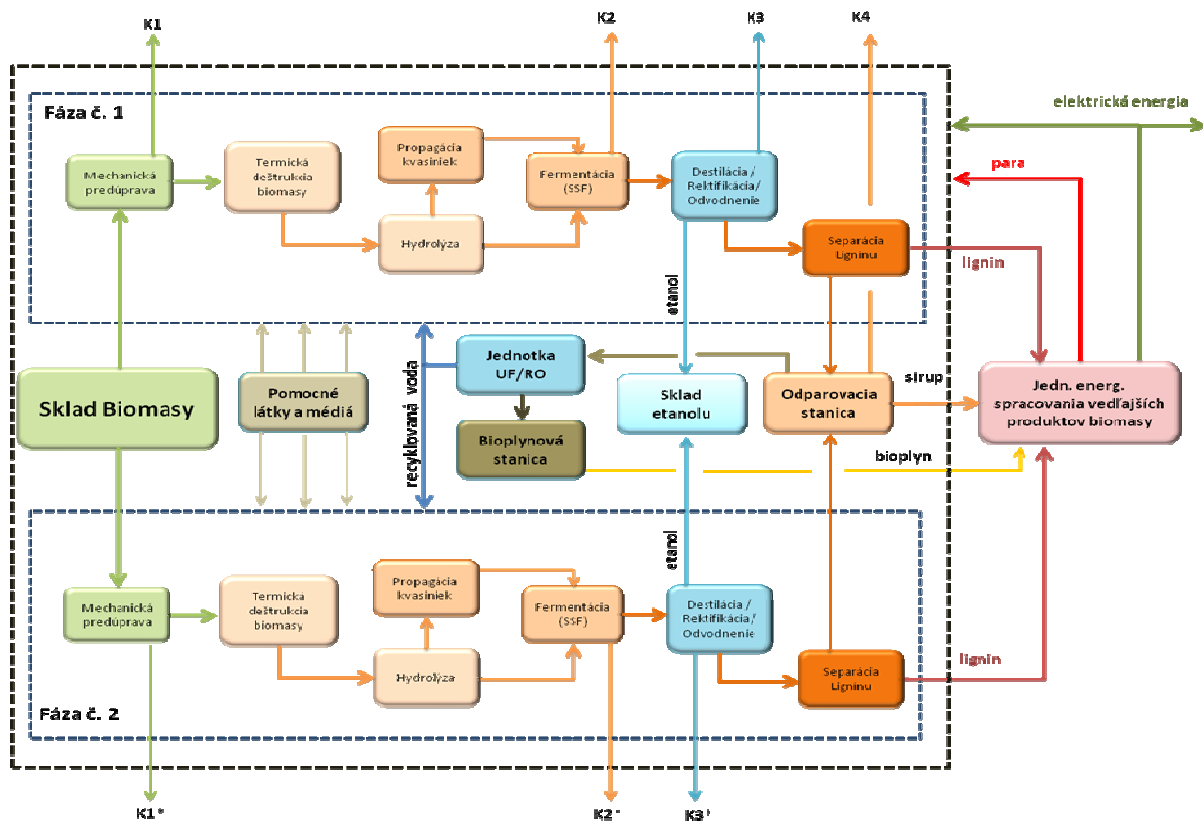 K1
K2
K3
K4
elektrická energia
Fáza č. 1
para
Mechanická
predúprava
Termická
deštrukcia
biomasy
Propagácia
kvasiniek
Hydrolýza
Fermentácia
(SSF)
Destilácia /
Rektifikácia/
Odvodnenie
Separácia
Ligninu
lignin
etanol
Sklad Biomasy
Pomocné
látky a médiá
recyklovaná voda
Jednotka
UF/RO
Bioplynová
stanica
Sklad
etanolu
Odparovacia
stanica
sirup
bioplyn
Jedn. energ.
spracovania vedľajších
produktov biomasy
etanol
Mechanická
predúprava
Termická
deštrukcia
biomasy
Propagácia
kvasiniek
Hydrolýza
Fermentácia
(SSF)
Destilácia /
Rektifikácia/
Odvodnenie
Separácia
Ligninu
lignin
Fáza č. 2
K1*
K2*
K3*